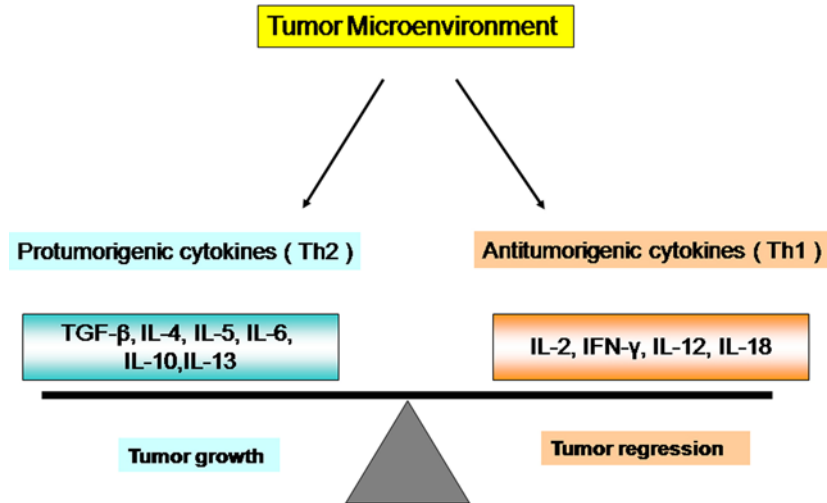 Tumor Microenvironment
Protumorigenic cytokines ( Th2 )
Antitumorigenic cytokines ( Th1 )
TGF-β, IL-4, IL-5, IL-6,
IL-10,IL-13
IL-2, IFN-γ, IL-12, IL-18
Tumor growth
Tumor regression